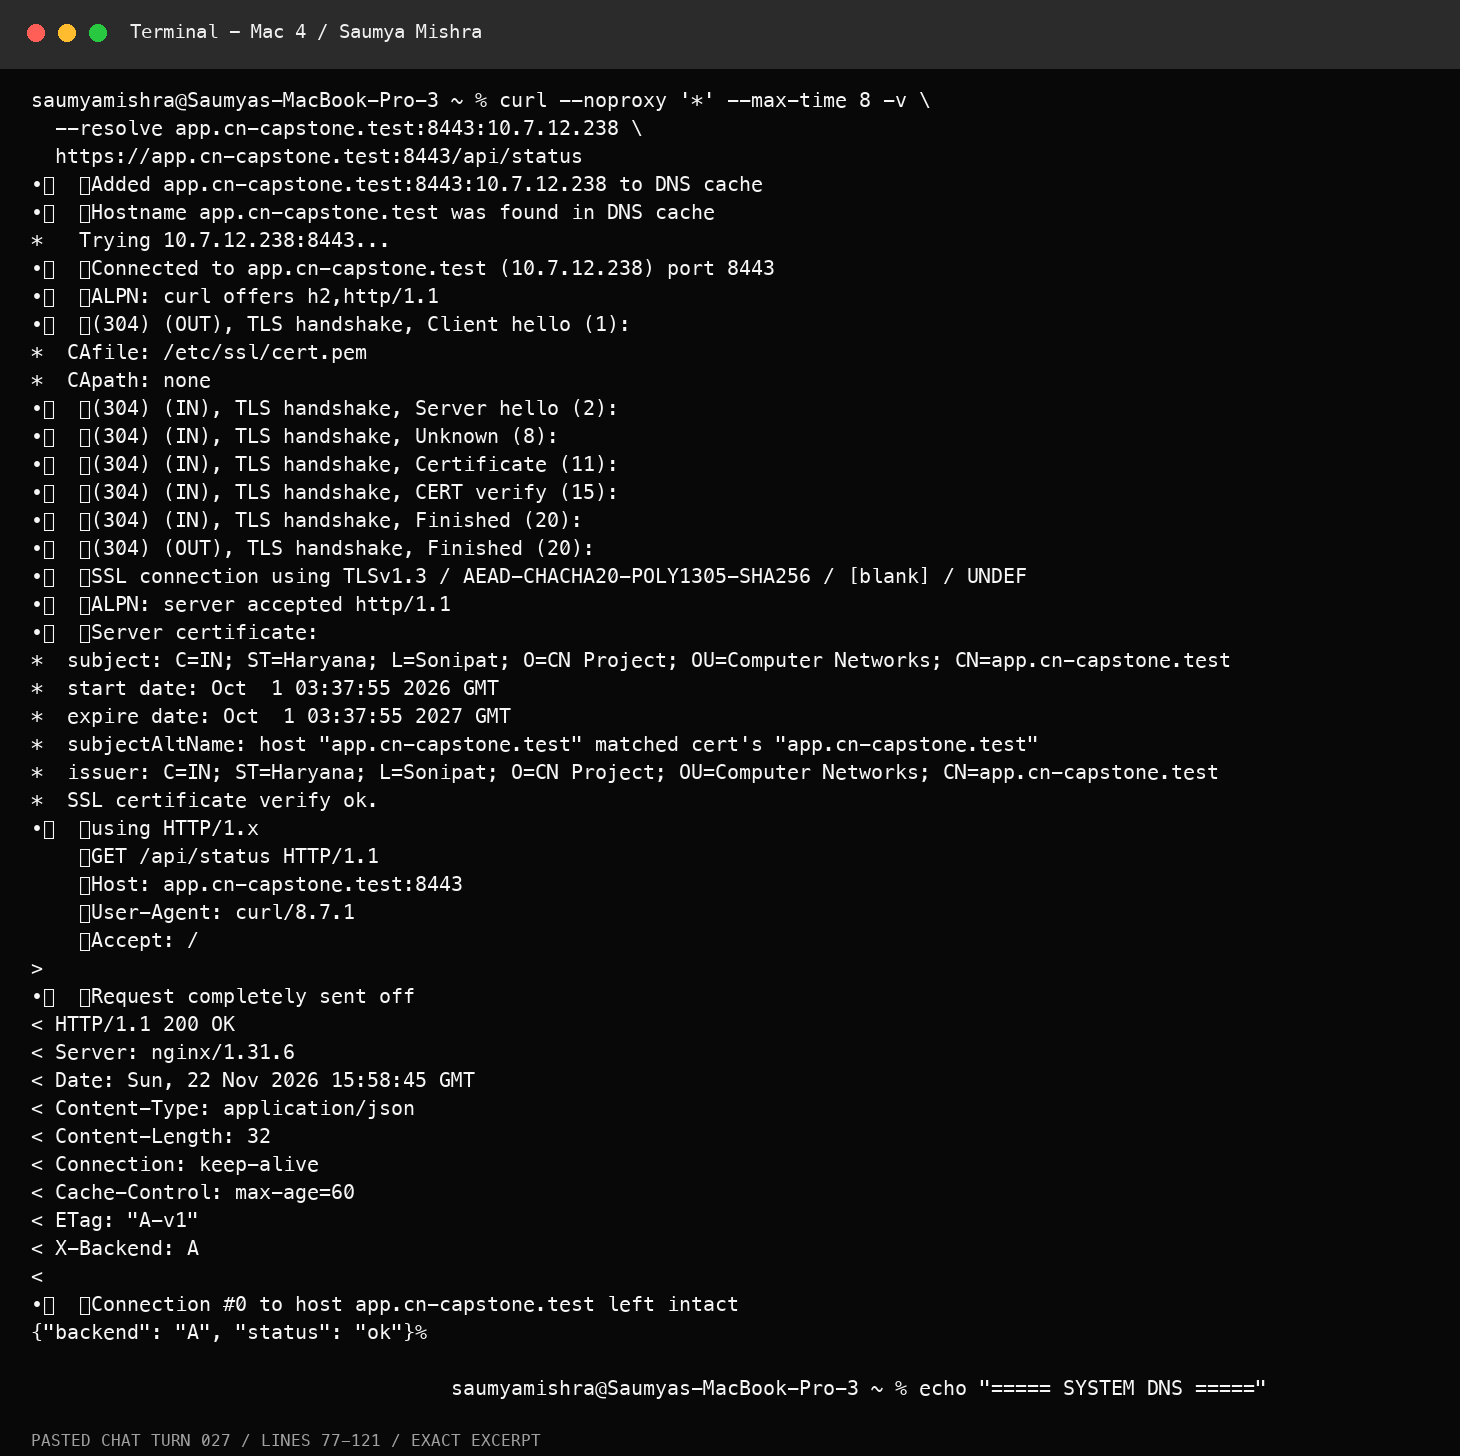 Terminal — Mac 4 / Saumya Mishra
saumyamishra@Saumyas-MacBook-Pro-3 ~ % curl --noproxy '*' --max-time 8 -v \
  --resolve app.cn-capstone.test:8443:10.7.12.238 \
  https://app.cn-capstone.test:8443/api/status
•  Added app.cn-capstone.test:8443:10.7.12.238 to DNS cache
•  Hostname app.cn-capstone.test was found in DNS cache
*   Trying 10.7.12.238:8443...
•  Connected to app.cn-capstone.test (10.7.12.238) port 8443
•  ALPN: curl offers h2,http/1.1
•  (304) (OUT), TLS handshake, Client hello (1):
*  CAfile: /etc/ssl/cert.pem
*  CApath: none
•  (304) (IN), TLS handshake, Server hello (2):
•  (304) (IN), TLS handshake, Unknown (8):
•  (304) (IN), TLS handshake, Certificate (11):
•  (304) (IN), TLS handshake, CERT verify (15):
•  (304) (IN), TLS handshake, Finished (20):
•  (304) (OUT), TLS handshake, Finished (20):
•  SSL connection using TLSv1.3 / AEAD-CHACHA20-POLY1305-SHA256 / [blank] / UNDEF
•  ALPN: server accepted http/1.1
•  Server certificate:
*  subject: C=IN; ST=Haryana; L=Sonipat; O=CN Project; OU=Computer Networks; CN=app.cn-capstone.test
*  start date: Oct  1 03:37:55 2026 GMT
*  expire date: Oct  1 03:37:55 2027 GMT
*  subjectAltName: host "app.cn-capstone.test" matched cert's "app.cn-capstone.test"
*  issuer: C=IN; ST=Haryana; L=Sonipat; O=CN Project; OU=Computer Networks; CN=app.cn-capstone.test
*  SSL certificate verify ok.
•  using HTTP/1.x
    GET /api/status HTTP/1.1
    Host: app.cn-capstone.test:8443
    User-Agent: curl/8.7.1
    Accept: /
>
•  Request completely sent off
< HTTP/1.1 200 OK
< Server: nginx/1.31.6
< Date: Sun, 22 Nov 2026 15:58:45 GMT
< Content-Type: application/json
< Content-Length: 32
< Connection: keep-alive
< Cache-Control: max-age=60
< ETag: "A-v1"
< X-Backend: A
<
•  Connection #0 to host app.cn-capstone.test left intact
{"backend": "A", "status": "ok"}%
saumyamishra@Saumyas-MacBook-Pro-3 ~ % echo "===== SYSTEM DNS ====="
PASTED CHAT TURN 027 / LINES 77–121 / EXACT EXCERPT